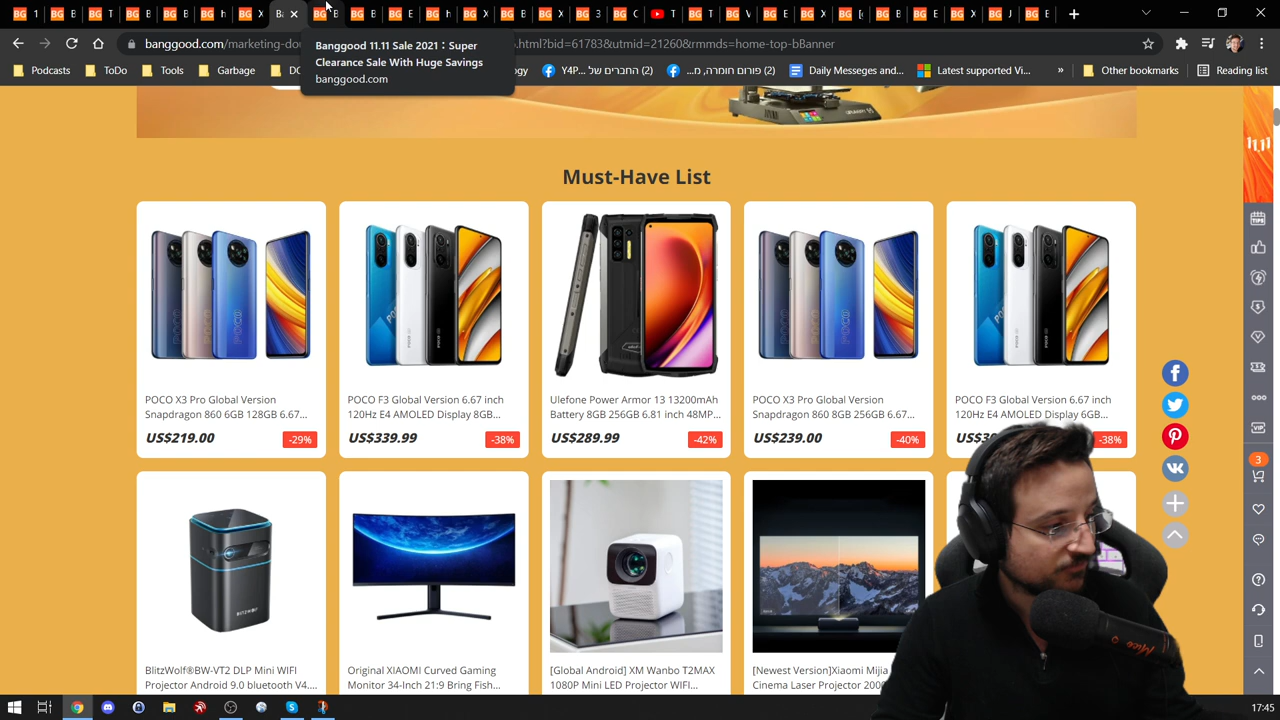 banggood.com/marketing-do
p.html?bid=61783&utmid=21260&rmmds=home-top-bBanner
Banggood 11.11 Sale 2021：Super
Clearance Sale With Huge Savings
banggood.com
Podcasts
ToDo
Tools
Garbage
Y4P... החברים של (2)
פורום חומרה, מ... (2)
Daily Messeges and...
Latest supported Vi...
»
Other bookmarks
Reading list
Must-Have List
POCO X3 Pro Global Version
Snapdragon 860 6GB 128GB 6.67...
US$219.00
-29%
POCO F3 Global Version 6.67 inch
120Hz E4 AMOLED Display 8GB...
US$339.99
-38%
Ulefone Power Armor 13 13200mAh
Battery 8GB 256GB 6.81 inch 48MP...
US$289.99
-42%
POCO X3 Pro Global Version
Snapdragon 860 8GB 256GB 6.67...
US$239.00
-40%
POCO F3 Global Version 6.67 inch
120Hz E4 AMOLED Display 6GB...
-38%
BlitzWolf®BW-VT2 DLP Mini WIFI
Projector Android 9.0 bluetooth V4....
Original XIAOMI Curved Gaming
Monitor 34-Inch 21:9 Bring Fish...
[Global Android] XM Wanbo T2MAX
1080P Mini LED Projector WIFI...
[Newest Version]Xiaomi Mijia
Cinema Laser Projector
TIPS
VIP
3
17:45